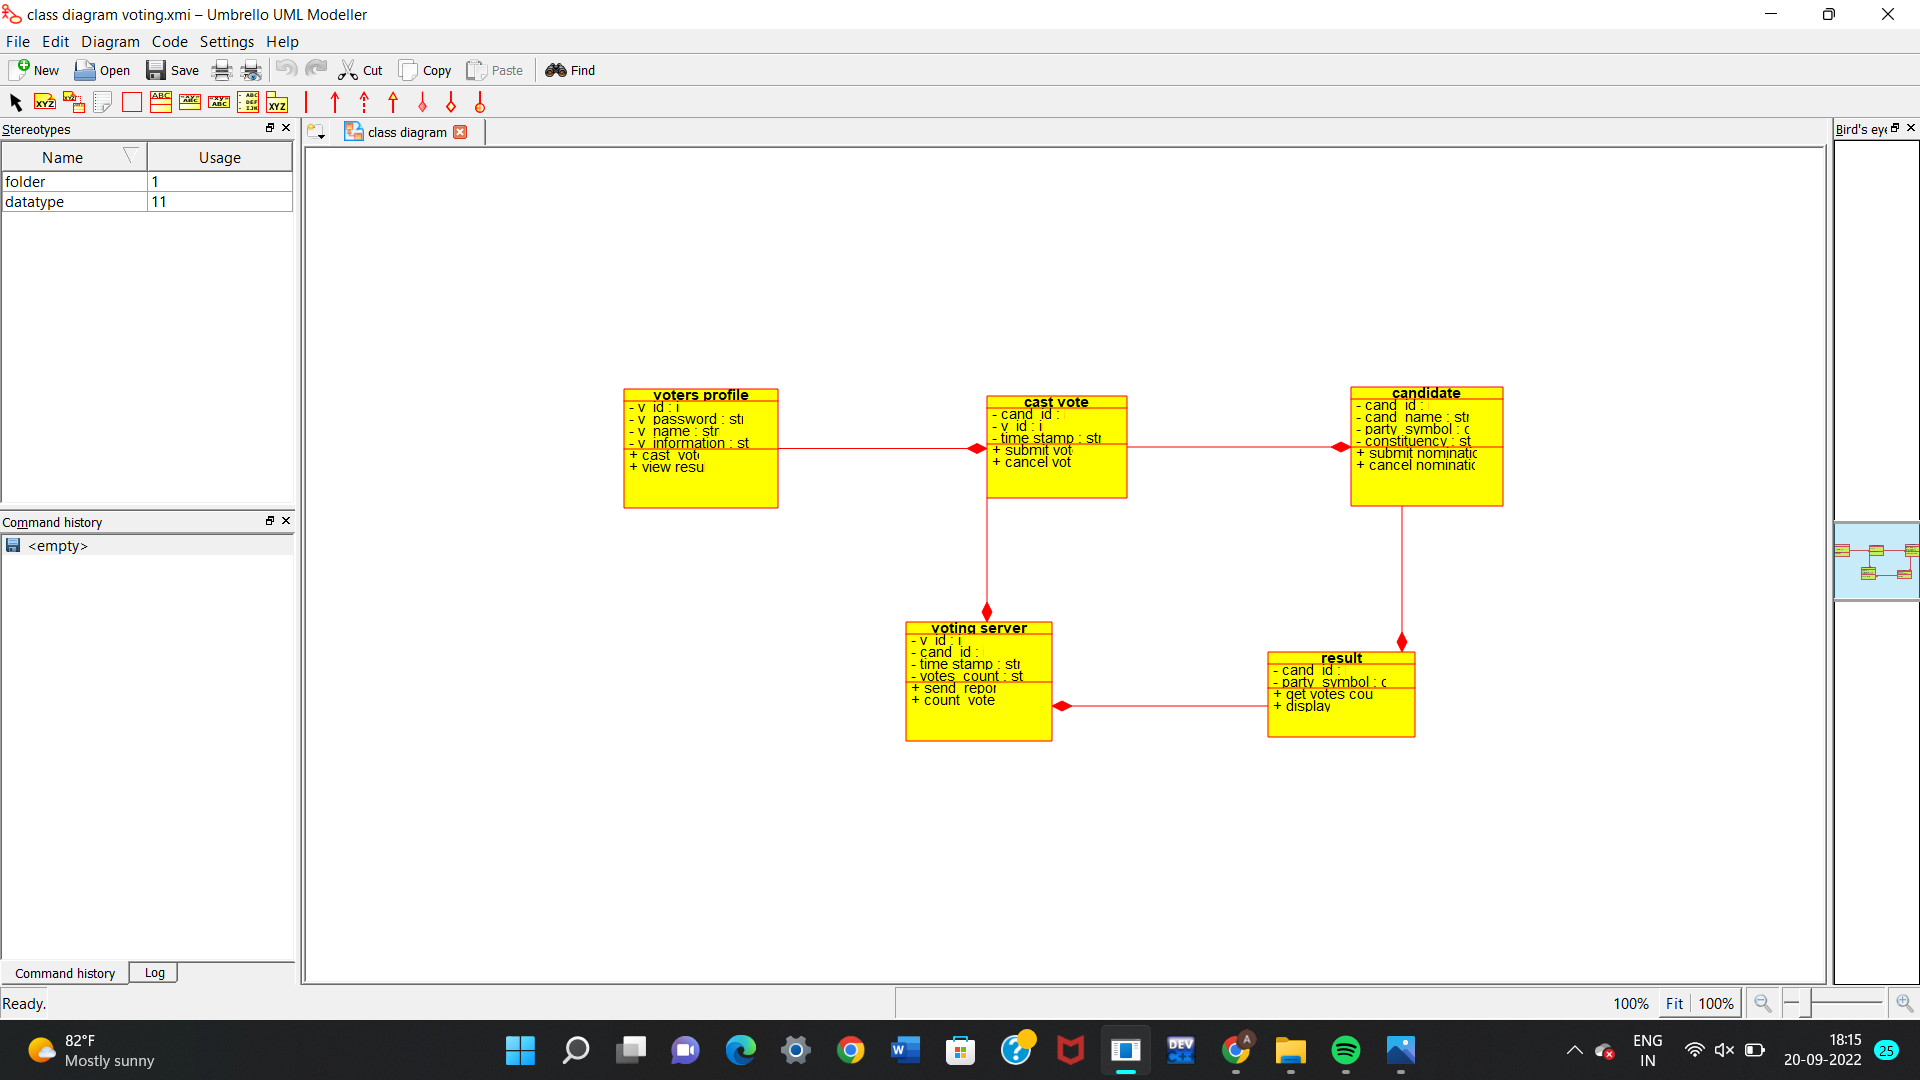 class diagram voting.xmi – Umbrello UML Modeller
File Edit Diagram Code Settings Help
New Open Save Cut Copy Paste Find
Stereotypes
Name Usage
folder 1
datatype 11
Command history
<empty>
Command history Log
class diagram
voters profile
- v_id : i
- v_password : stri
- v_name : str
- v_information : st
+ cast_vote
+ view resu
cast vote
- cand_id :
- v_id : i
- time stamp : stri
+ submit vot
+ cancel vot
candidate
- cand_id :
- cand_name : str
- party_symbol : c
- constituency : st
+ submit nominatic
+ cancel nominatic
voting server
- v_id : i
- cand_id :
- time stamp : stri
- votes_count : st
+ send_repor
+ count_vote
result
- cand_id :
- party_symbol : c
+ get votes cou
+ display
Bird's eye
Ready.
100% Fit 100%
82°F
Mostly sunny
DEV
C++
A
ENG
IN
18:15
20-09-2022
25